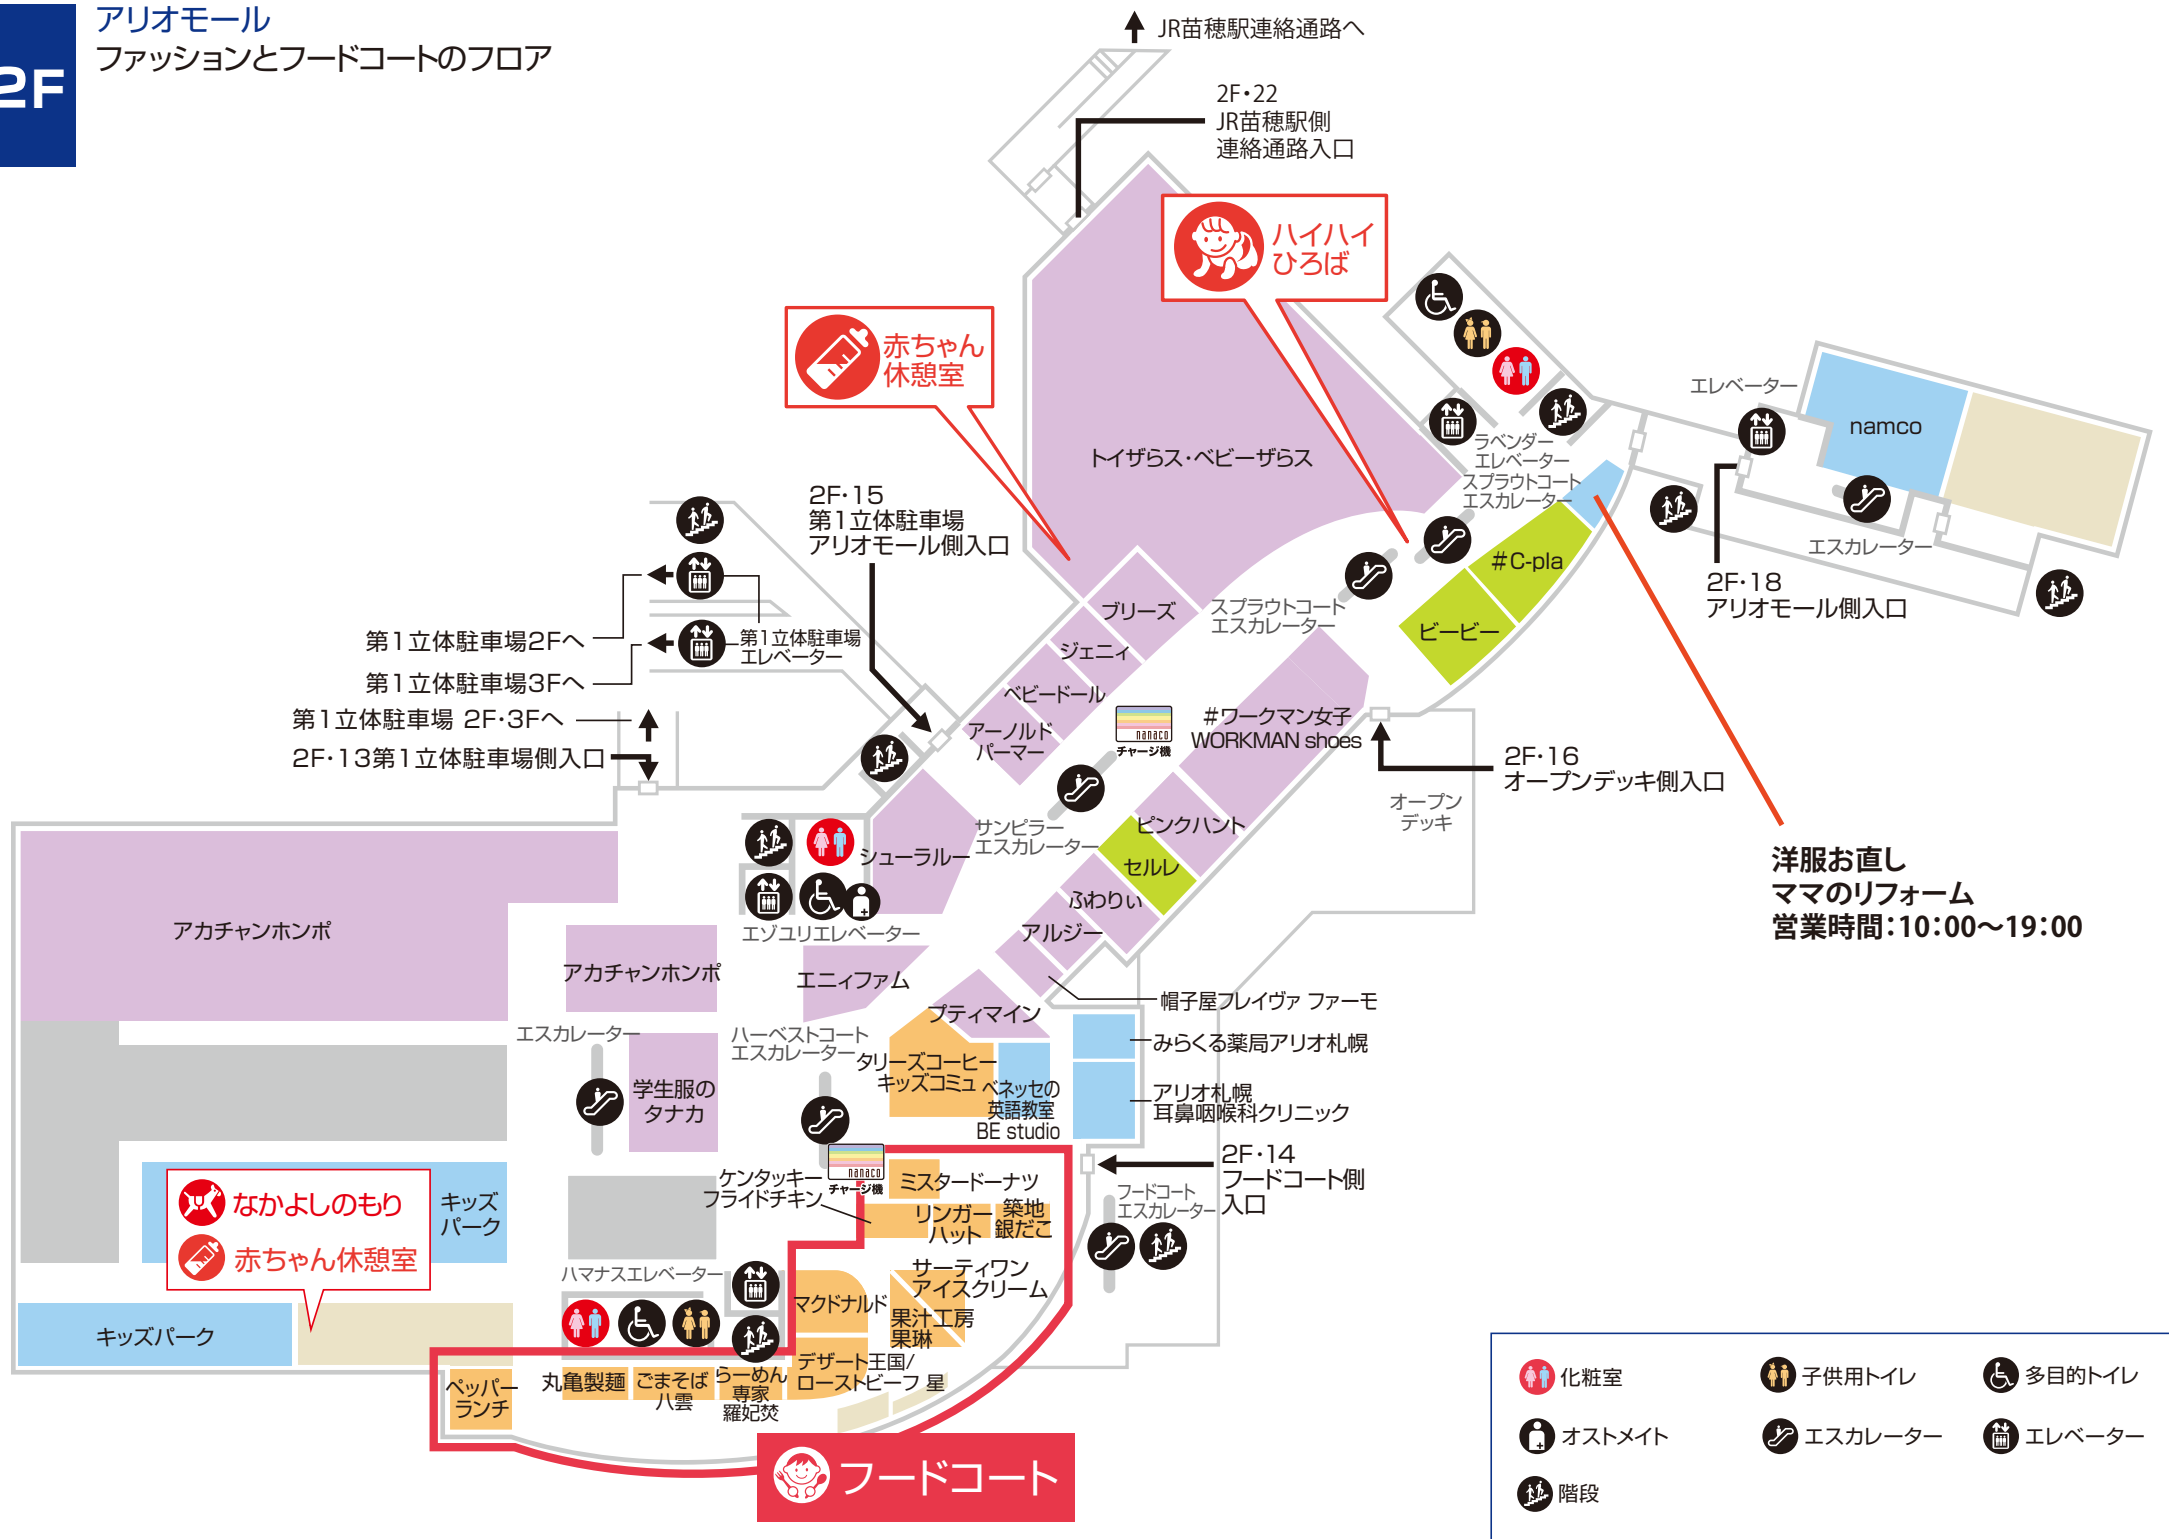 2F
アリオモール
ファッションとフードコートのフロア
JR苗穂駅連絡通路へ
2F・22
JR苗穂駅側
連絡通路入口
ハイハイ
ひろば
赤ちゃん
休憩室
トイザらス・ベビーザらス
ラベンダー
エレベーター
スプラウトコート
エスカレーター
エレベーター
namco
エスカレーター
2F・18
アリオモール側入口
2F・15
第1立体駐車場
アリオモール側入口
第1立体駐車場2Fへ
第1立体駐車場
エレベーター
第1立体駐車場3Fへ
第1立体駐車場 2F・3Fへ
2F・13第1立体駐車場側入口
ブリーズ
ジェニィ
ベビードール
アーノルド
パーマー
スプラウトコート
エスカレーター
#C-pla
ビービー
nanaco
チャージ機
#ワークマン女子
WORKMAN shoes
2F・16
オープンデッキ側入口
オープン
デッキ
洋服お直し
ママのリフォーム
営業時間：10：00〜19：00
サンピラー
エスカレーター
ピンクハント
セルレ
ふわりぃ
アルジー
シューラルー
エゾユリエレベーター
アカチャンホンポ
アカチャンホンポ
エニィファム
プティマイン
帽子屋フレイヴァ ファーモ
みらくる薬局アリオ札幌
アリオ札幌
耳鼻咽喉科クリニック
エスカレーター
学生服の
タナカ
ハーベストコート
エスカレーター
タリーズコーヒー
キッズコミュ
ベネッセの
英語教室
BE studio
2F・14
フードコート側
入口
フードコート
エスカレーター
nanaco
チャージ機
ケンタッキー
フライドチキン
ミスタードーナツ
リンガー
ハット
築地
銀だこ
サーティワン
アイスクリーム
果汁工房
果琳
マクドナルド
デザート王国/
ローストビーフ 星
ハマナスエレベーター
なかよしのもり
赤ちゃん休憩室
キッズ
パーク
キッズパーク
ペッパー
ランチ
丸亀製麺
ごまそば
八雲
らーめん
専家
羅妃焚
フードコート
化粧室
子供用トイレ
多目的トイレ
オストメイト
エスカレーター
エレベーター
階段